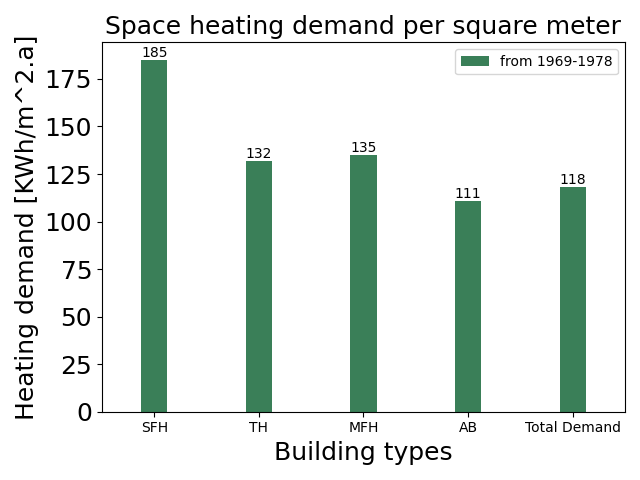 Space heating demand per square meter
Heating demand [KWh/m^2.a]
175
150
125
100
75
50
25
0
185
132
135
111
118
from 1969-1978
SFH
TH
MFH
AB
Total Demand
Building types